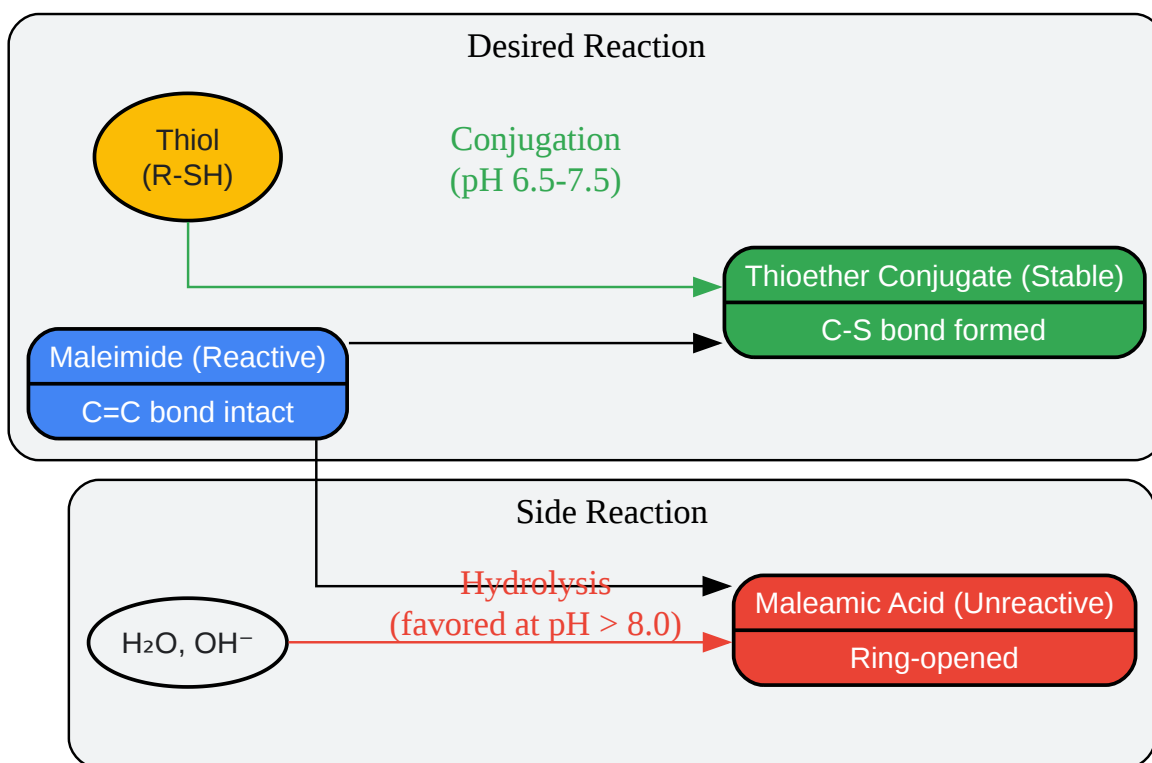 Desired Reaction
Thiol
(R-SH)
Conjugation
(pH 6.5-7.5)
Thioether Conjugate (Stable)
C-S bond formed
Maleimide (Reactive)
C=C bond intact
Side Reaction
Hydrolysis
(favored at pH > 8.0)
H₂O, OH⁻
Maleamic Acid (Unreactive)
Ring-opened